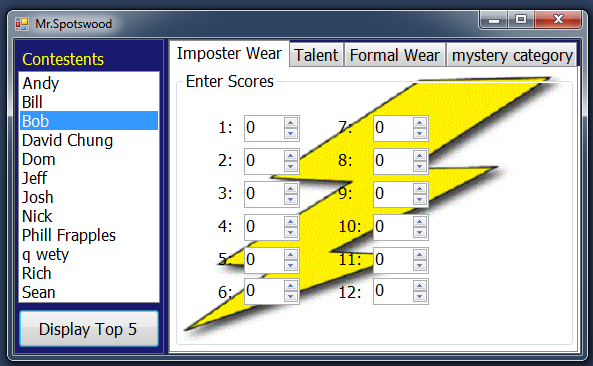 Mr.Spotswood
Contestents
Andy
Bill
Bob
David Chung
Dom
Jeff
Josh
Nick
Phill Frapples
q wety
Rich
Sean
Display Top 5
Imposter Wear Talent Formal Wear mystery category
Enter Scores
1: 0 7: 0
2: 0 8: 0
3: 0 9: 0
4: 0 10: 0
5: 0 11: 0
6: 0 12: 0